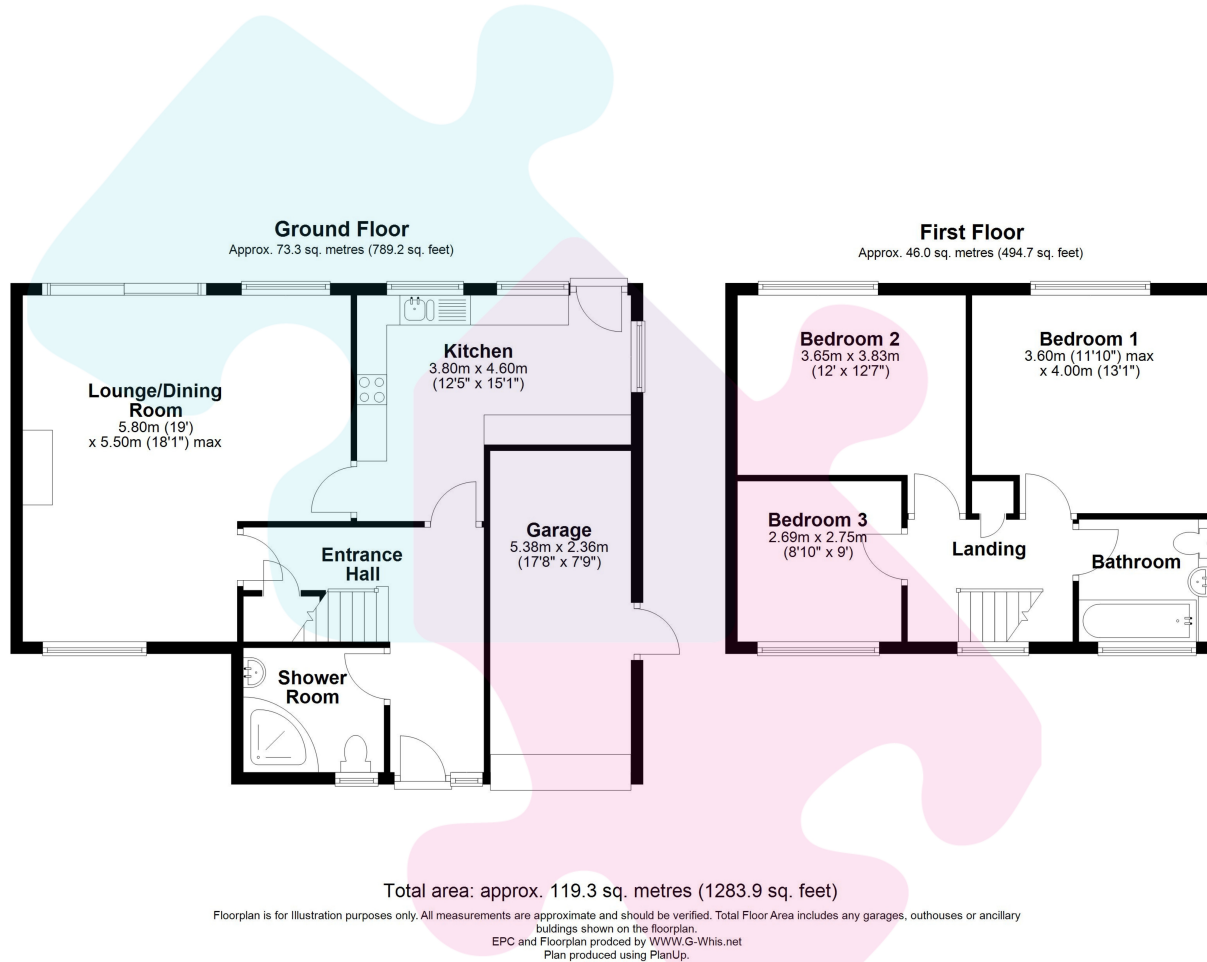 Ground Floor
Approx. 73.3 sq. metres (789.2 sq. feet)
Lounge/Dining
Room
5.80m (19')
x 5.50m (18'1") max
Kitchen
3.80m x 4.60m
(12'5" x 15'1")
Garage
5.38m x 2.36m
(17'8" x 7'9")
Entrance
Hall
Shower
Room
First Floor
Approx. 46.0 sq. metres (494.7 sq. feet)
Bedroom 2
3.65m x 3.83m
(12' x 12'7")
Bedroom 1
3.60m (11'10") max
x 4.00m (13'1")
Bedroom 3
2.69m x 2.75m
(8'10" x 9')
Landing
Bathroom
Total area: approx. 119.3 sq. metres (1283.9 sq. feet)
Floorplan is for Illustration purposes only. All measurements are approximate and should be verified. Total Floor Area includes any garages, outhouses or ancillary
buldings shown on the floorplan.
EPC and Floorplan prodced by WWW.G-Whis.net
Plan produced using PlanUp.